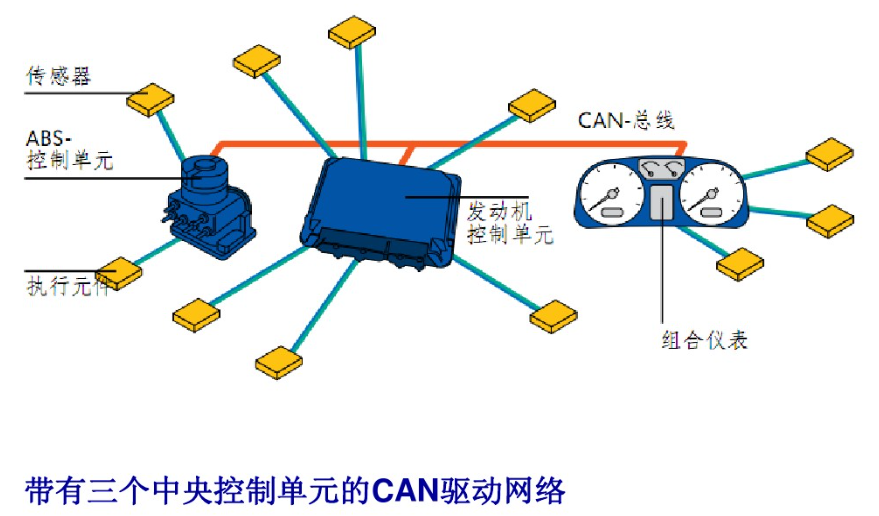 传感器
ABS-
控制单元
执行元件
CAN-总线
发动机
控制单元
组合仪表
带有三个中央控制单元的CAN驱动网络